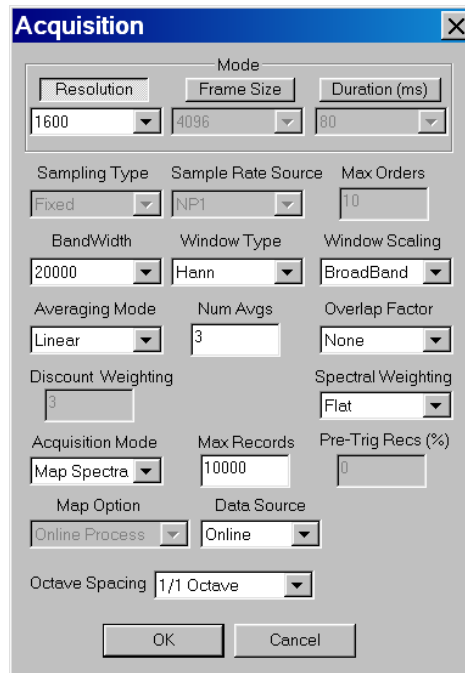 Acquisition
Mode
Resolution Frame Size Duration (ms)
1600 4096 80
Sampling Type Sample Rate Source Max Orders
Fixed NP1 10
BandWidth Window Type Window Scaling
20000 Hann BroadBand
Averaging Mode Num Avgs Overlap Factor
Linear 3 None
Discount Weighting Spectral Weighting
3 Flat
Acquisition Mode Max Records Pre-Trig Recs (%)
Map Spectra 10000 0
Map Option Data Source
Online Process Online
Octave Spacing 1/1 Octave
OK Cancel